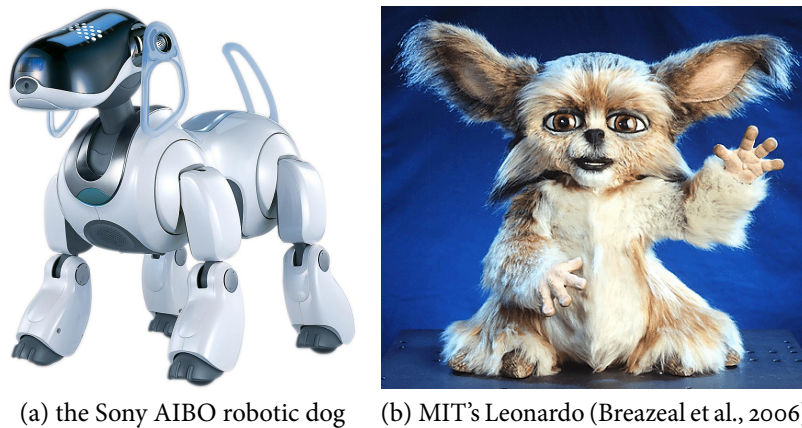 (a) the Sony AIBO robotic dog
(b) MIT's Leonardo (Breazeal et al., 2006)